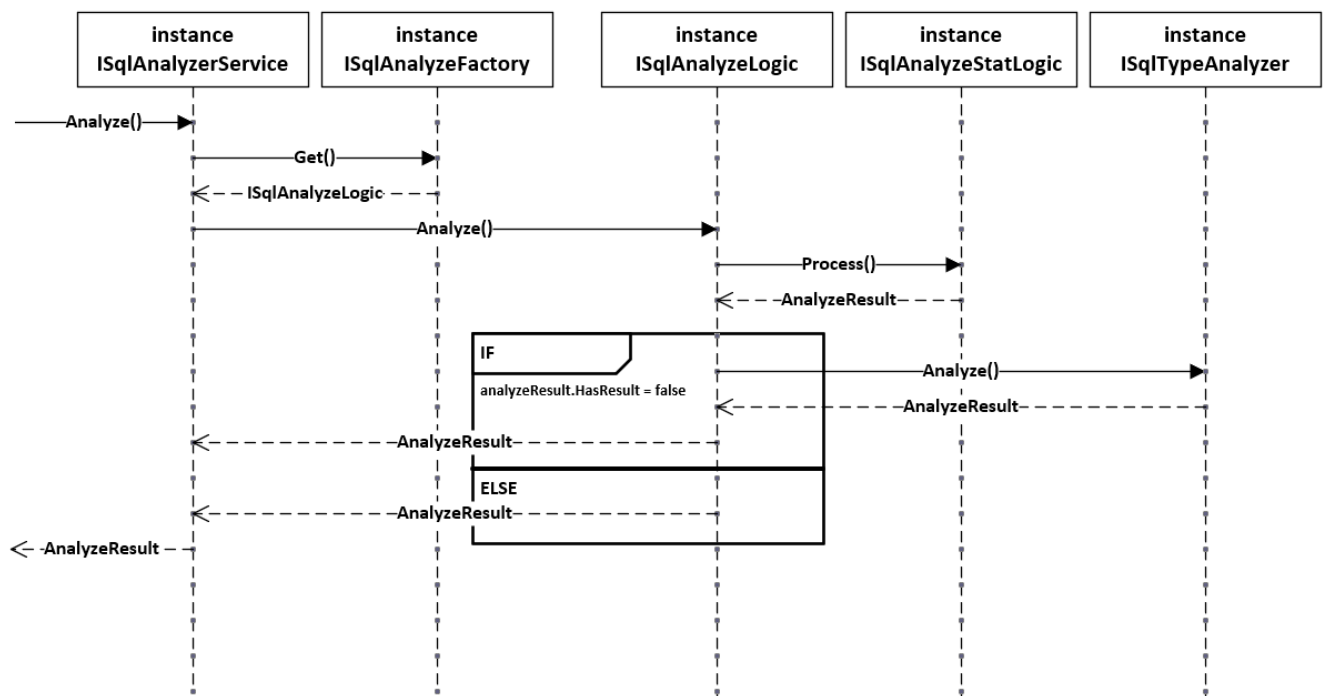 instance
ISqlAnalyzerService
instance
ISqlAnalyzeFactory
instance
ISqlAnalyzeLogic
instance
ISqlAnalyzeStatLogic
instance
ISqlTypeAnalyzer
Analyze()
Get()
ISqlAnalyzeLogic
Analyze()
Process()
AnalyzeResult
IF
analyzeResult.HasResult = false
Analyze()
AnalyzeResult
AnalyzeResult
ELSE
AnalyzeResult
AnalyzeResult